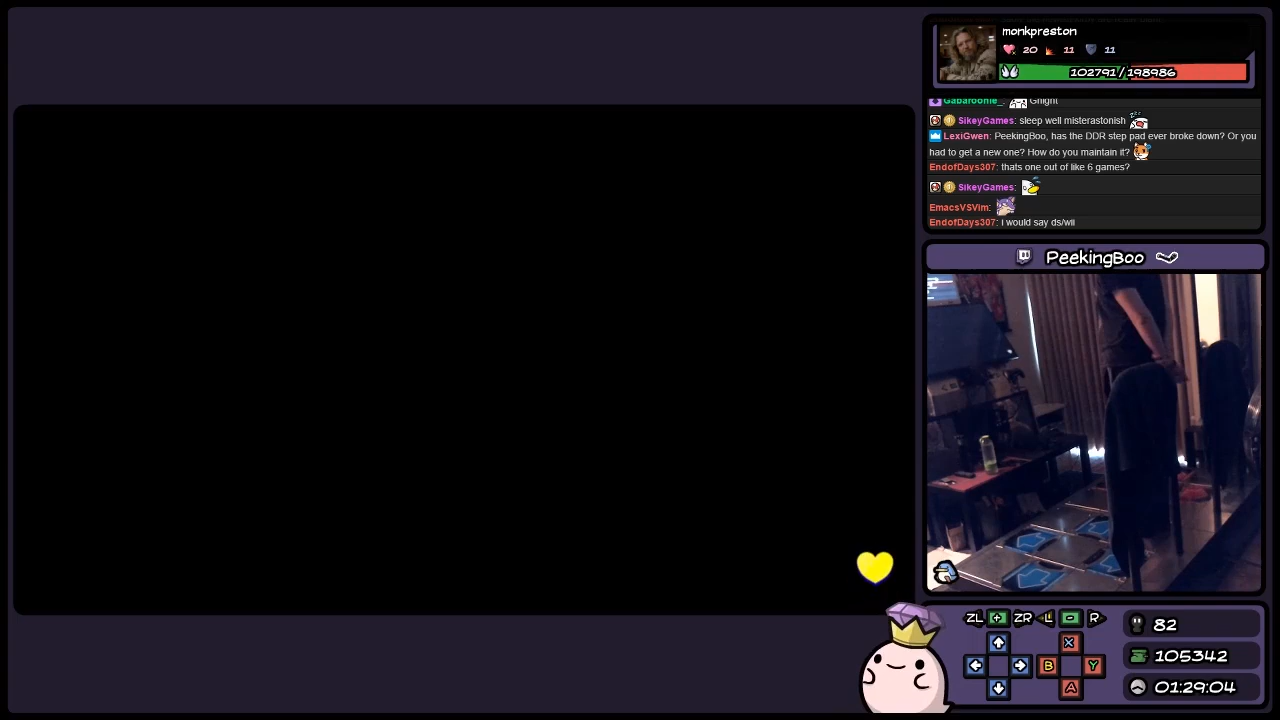 monkpreston
20 11 11
102791 / 198986
Gabaroonie_: Gnight
SikeyGames: sleep well misterastonish
LexiGwen: PeekingBoo, has the DDR step pad ever broke down? Or you
had to get a new one? How do you maintain it?
EndofDays307: thats one out of like 6 games?
SikeyGames:
EmacsVSVim:
EndofDays307: i would say ds/wii
PeekingBoo
ZL + ZR L - R
X
B Y
A
82
105342
01:29:04